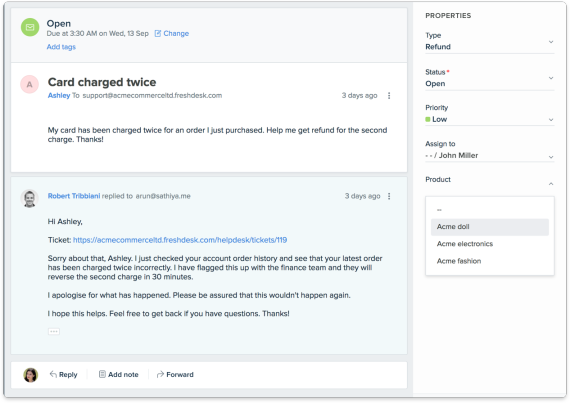 Open
Due at 3:30 AM on Wed, 13 Sep Change
Add tags
A
Card charged twice
Ashley To support@acmecommerceltd.freshdesk.com 3 days ago
My card has been charged twice for an order I just purchased. Help me get refund for the second
charge. Thanks!
Robert Tribbiani replied to arun@sathiya.me 3 days ago
Hi Ashley,
Ticket: https://acmecommerceltd.freshdesk.com/helpdesk/tickets/119
Sorry about that, Ashley. I just checked your account order history and see that your latest order
has been charged twice incorrectly. I have flagged this up with the finance team and they will
reverse the second charge in 30 minutes.
I apologise for what has happened. Please be assured that this wouldn't happen again.
I hope this helps. Feel free to get back if you have questions. Thanks!
Reply Add note Forward
PROPERTIES
Type
Refund
Status *
Open
Priority
Low
Assign to
- - / John Miller
Product
--
Acme doll
Acme electronics
Acme fashion